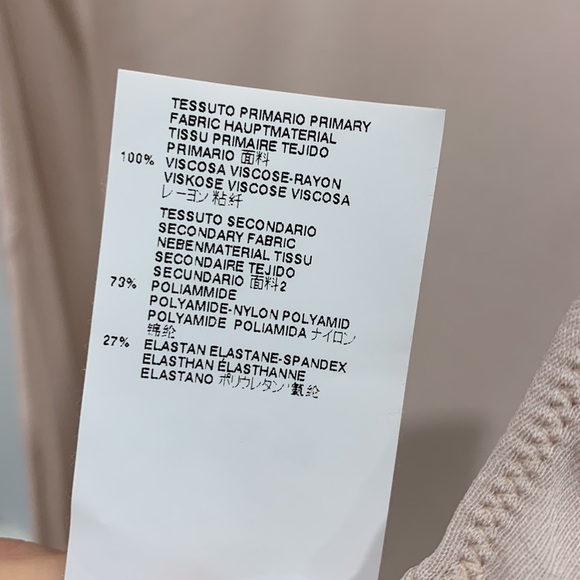 TESSUTO PRIMARIO PRIMARY
FABRIC HAUPTMATERIAL
TISSU PRIMAIRE TEJIDO
PRIMARIO 面料
100% VISCOSA VISCOSE-RAYON
VISKOSE VISCOSE VISCOSA
レーヨン 粘纤
TESSUTO SECONDARIO
SECONDARY FABRIC
NEBENMATERIAL TISSU
SECONDAIRE TEJIDO
SECUNDARIO 面料2
73% POLIAMMIDE
POLYAMIDE-NYLON POLYAMID
POLYAMIDE POLIAMIDA ナイロン
锦纶
27% ELASTAN ELASTANE-SPANDEX
ELASTHAN ÉLASTHANNE
ELASTANO ポリウレタン 氨纶